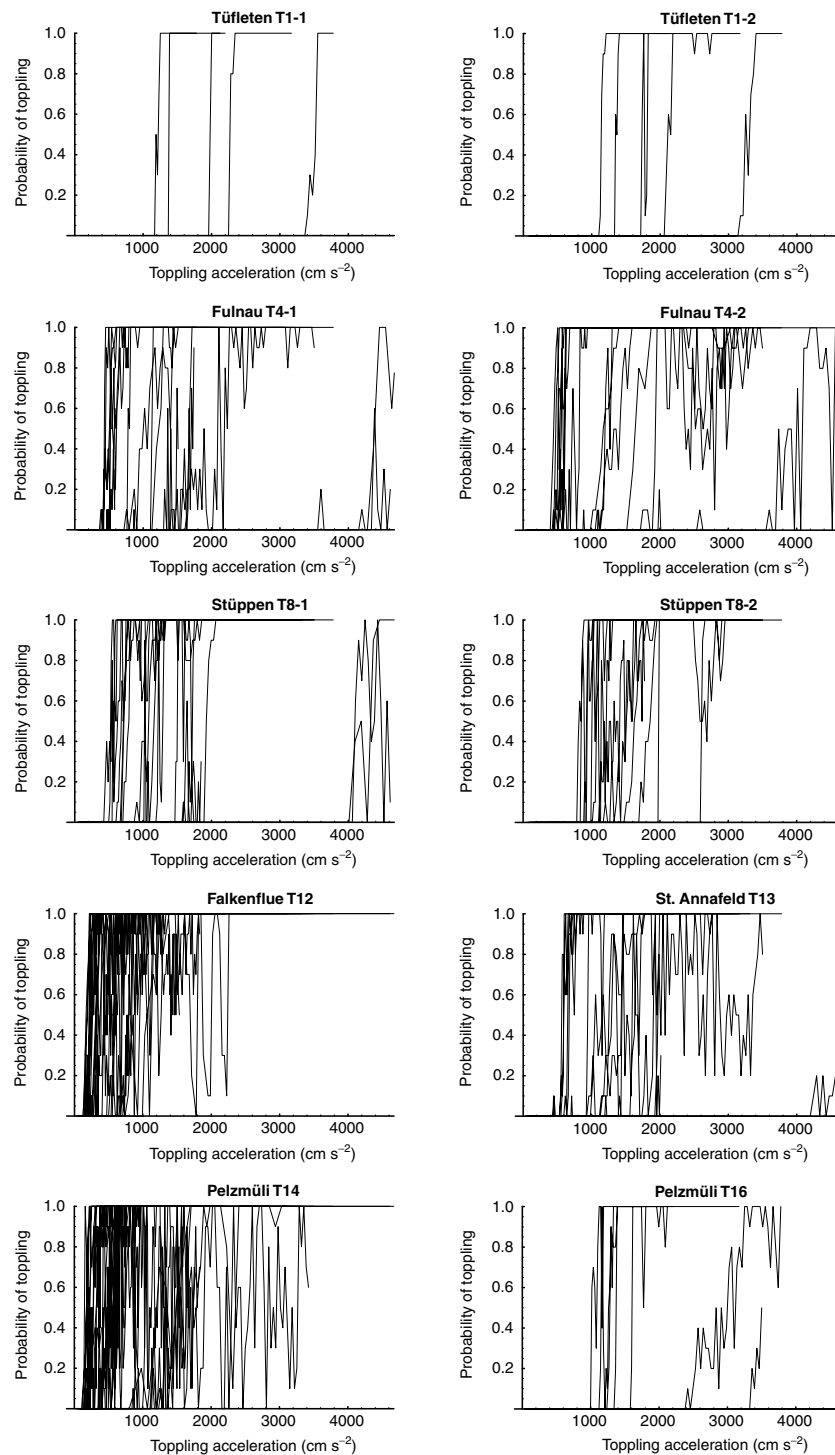 Tüfleten T1-1
Tüfleten T1-2
Probability of toppling
1.0
0.8
0.6
0.4
0.2
1000 2000 3000 4000
Toppling acceleration (cm s⁻²)
Probability of toppling
1.0
0.8
0.6
0.4
0.2
1000 2000 3000 4000
Toppling acceleration (cm s⁻²)
Fulnau T4-1
Fulnau T4-2
Probability of toppling
1.0
0.8
0.6
0.4
0.2
1000 2000 3000 4000
Toppling acceleration (cm s⁻²)
Probability of toppling
1.0
0.8
0.6
0.4
0.2
1000 2000 3000 4000
Toppling acceleration (cm s⁻²)
Stüppen T8-1
Stüppen T8-2
Probability of toppling
1.0
0.8
0.6
0.4
0.2
1000 2000 3000 4000
Toppling acceleration (cm s⁻²)
Probability of toppling
1.0
0.8
0.6
0.4
0.2
1000 2000 3000 4000
Toppling acceleration (cm s⁻²)
Falkenflue T12
St. Annafeld T13
Probability of toppling
1.0
0.8
0.6
0.4
0.2
1000 2000 3000 4000
Toppling acceleration (cm s⁻²)
Probability of toppling
1.0
0.8
0.6
0.4
0.2
1000 2000 3000 4000
Toppling acceleration (cm s⁻²)
Pelzmüli T14
Pelzmüli T16
Probability of toppling
1.0
0.8
0.6
0.4
0.2
1000 2000 3000 4000
Toppling acceleration (cm s⁻²)
Probability of toppling
1.0
0.8
0.6
0.4
0.2
1000 2000 3000 4000
Toppling acceleration (cm s⁻²)